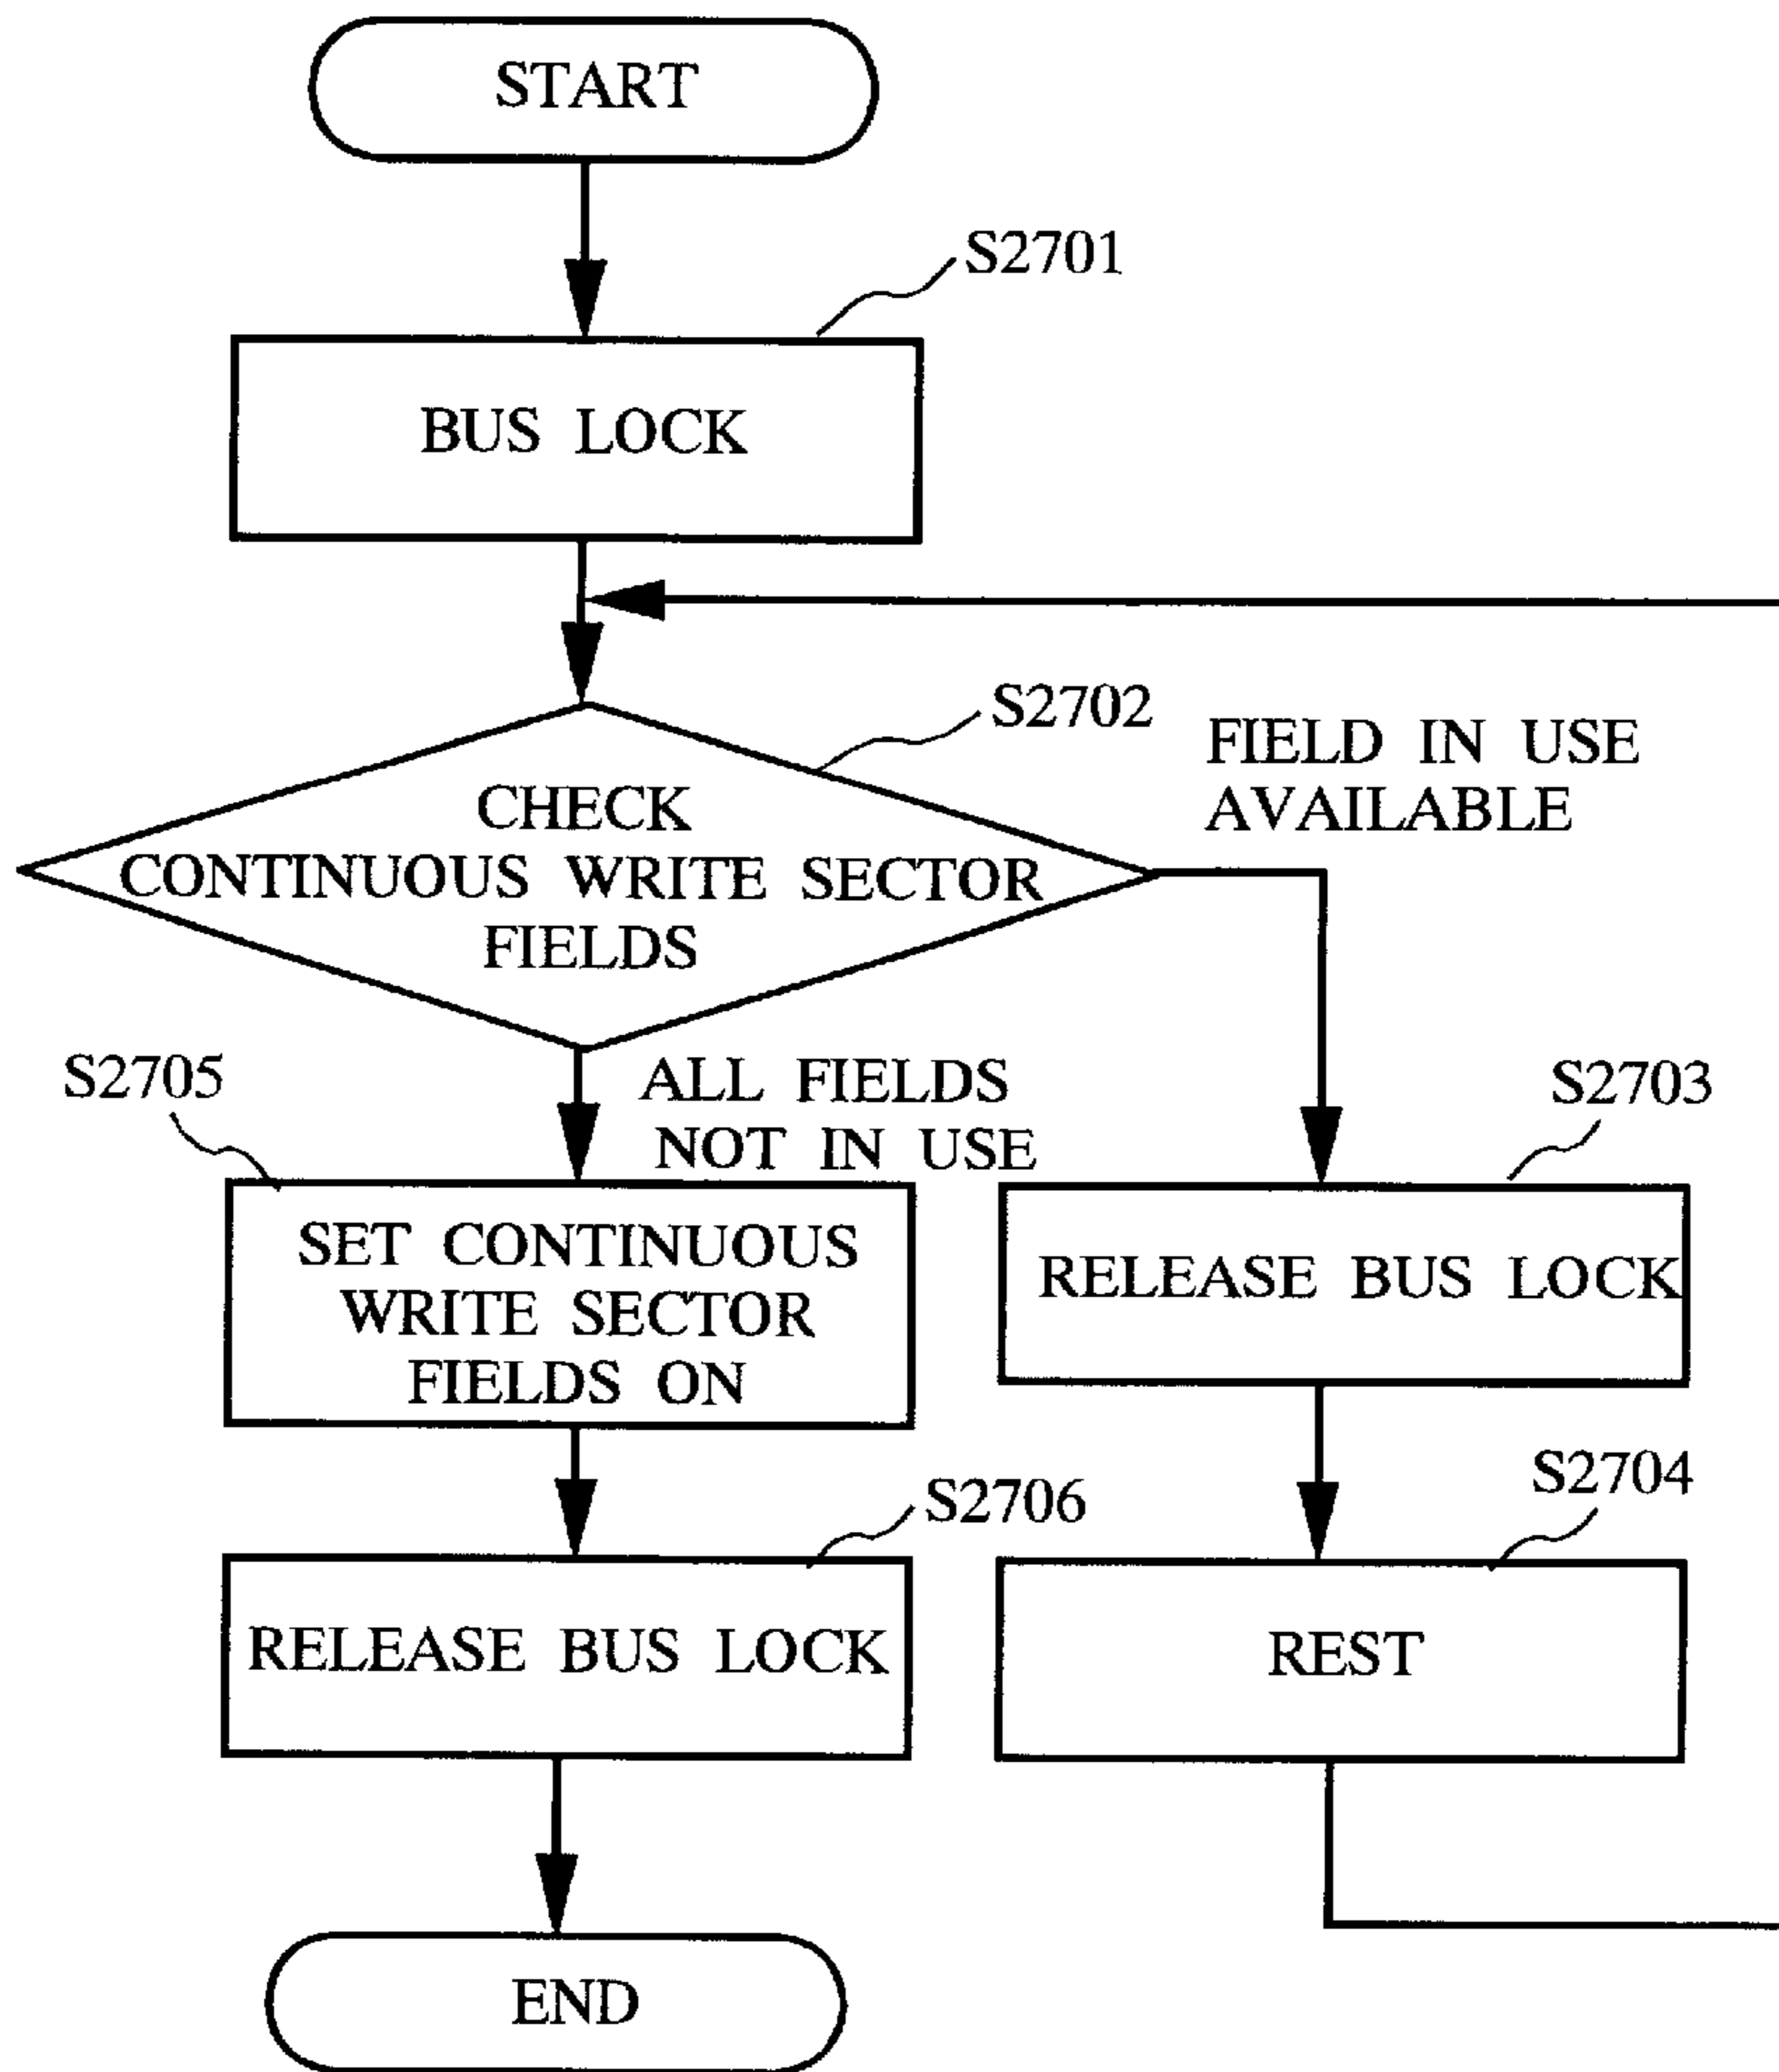 START
S2701
BUS LOCK
S2702
FIELD IN USE
AVAILABLE
CHECK
CONTINUOUS WRITE SECTOR
FIELDS
S2705
ALL FIELDS
NOT IN USE
S2703
SET CONTINUOUS
WRITE SECTOR
FIELDS ON
RELEASE BUS LOCK
S2706
S2704
RELEASE BUS LOCK
REST
END